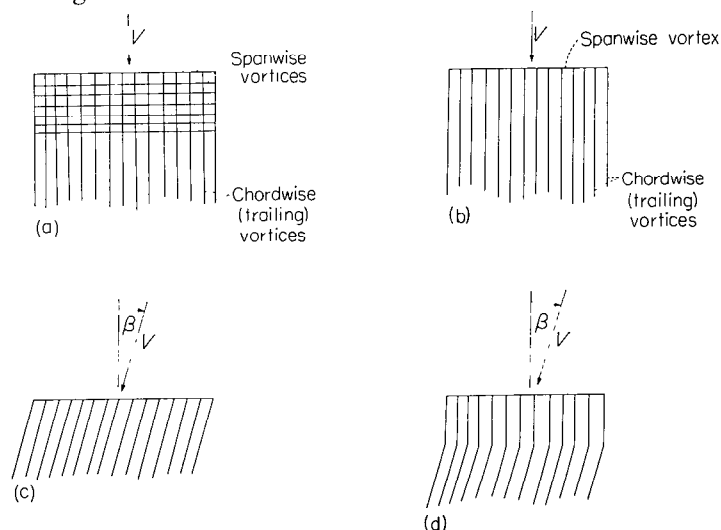 V
Spanwise
vortices
Chordwise
(trailing)
vortices
(a)
V
Spanwise vortex
Chordwise
(trailing)
vortices
(b)
β
V
(c)
β
V
(d)